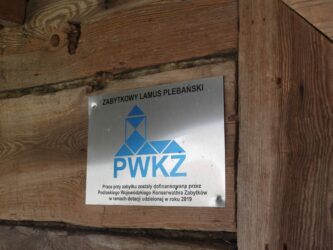 ZABYTKOWY LAMUS PLEBAŃSKI
PWKZ
Prace przy zabytku zostały dofinansowane przez
Podlaskiego Wojewódzkiego Konserwatora Zabytków
w ramach dotacji udzielonej w roku 2019